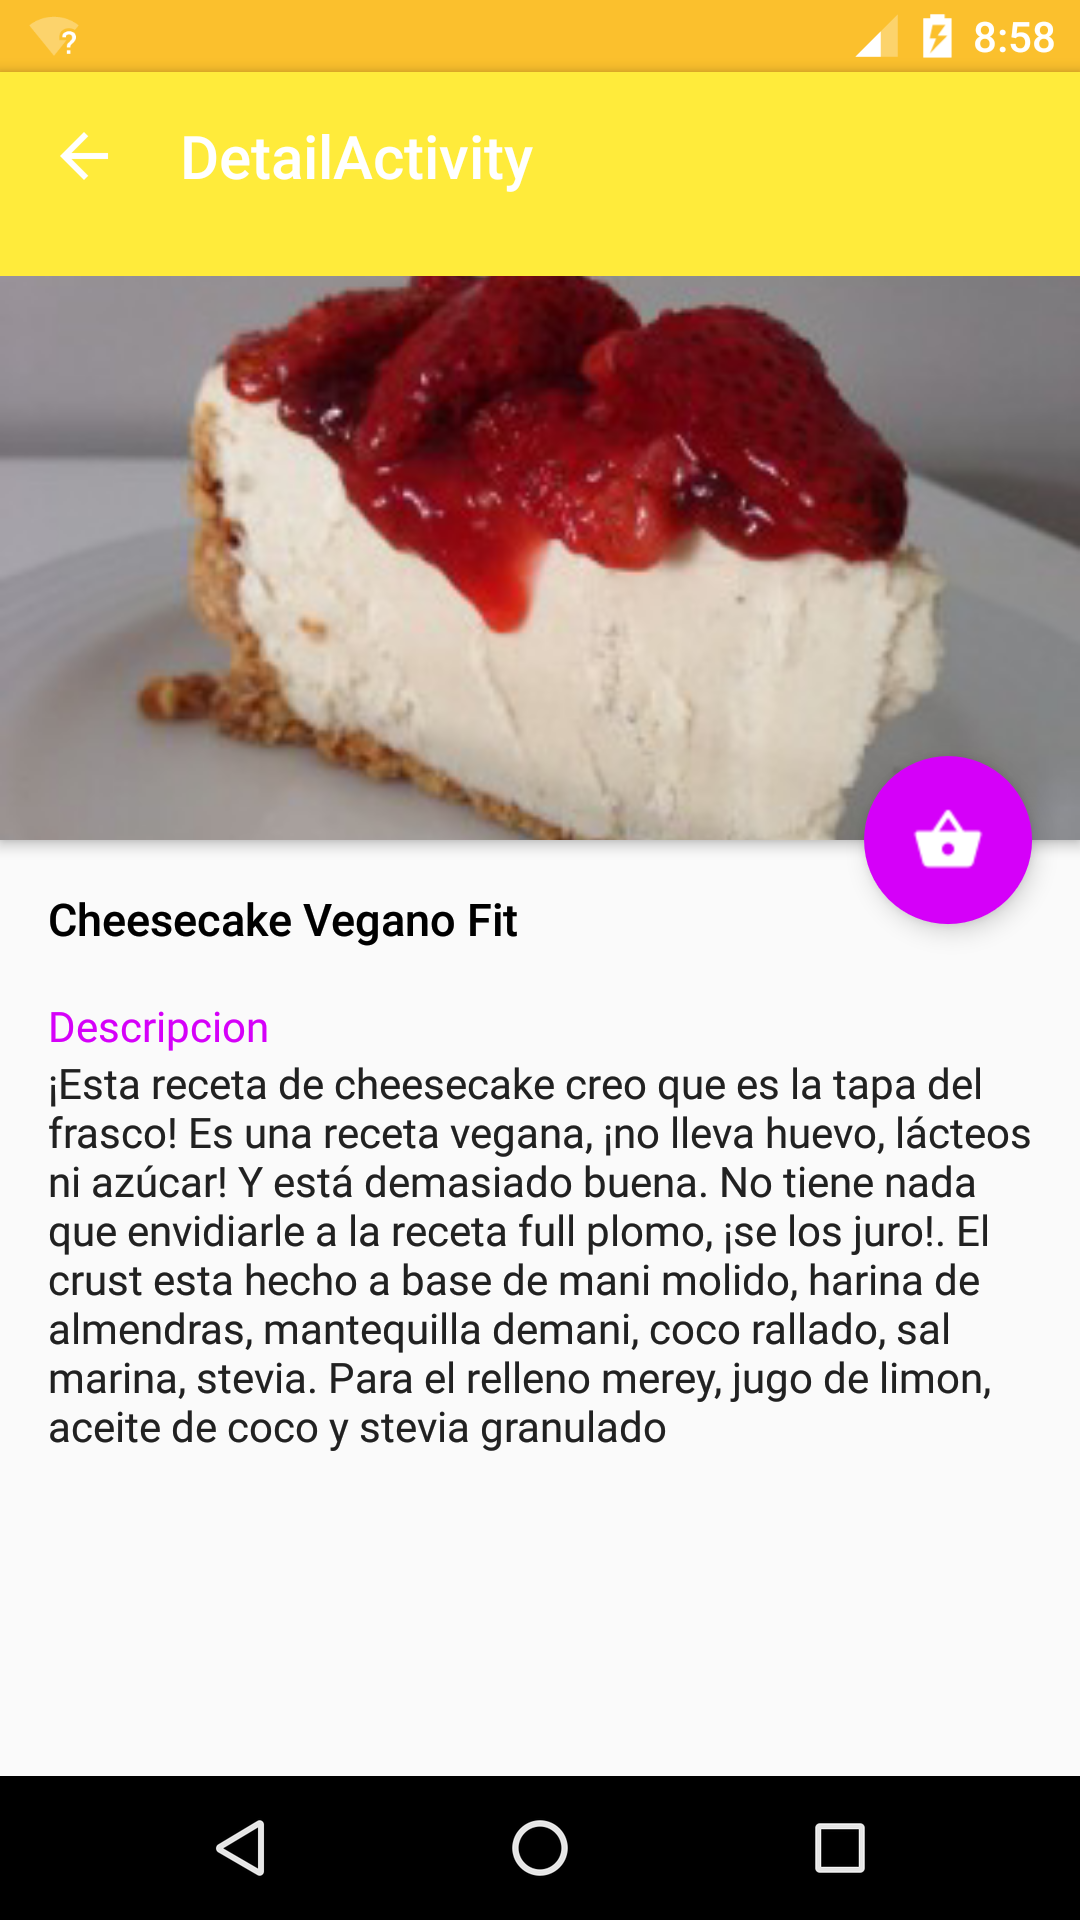 ?
8:58
DetailActivity
Cheesecake Vegano Fit
Descripcion
¡Esta receta de cheesecake creo que es la tapa del
frasco! Es una receta vegana, ¡no lleva huevo, lácteos
ni azúcar! Y está demasiado buena. No tiene nada
que envidiarle a la receta full plomo, ¡se los juro!. El
crust esta hecho a base de mani molido, harina de
almendras, mantequilla demani, coco rallado, sal
marina, stevia. Para el relleno merey, jugo de limon,
aceite de coco y stevia granulado